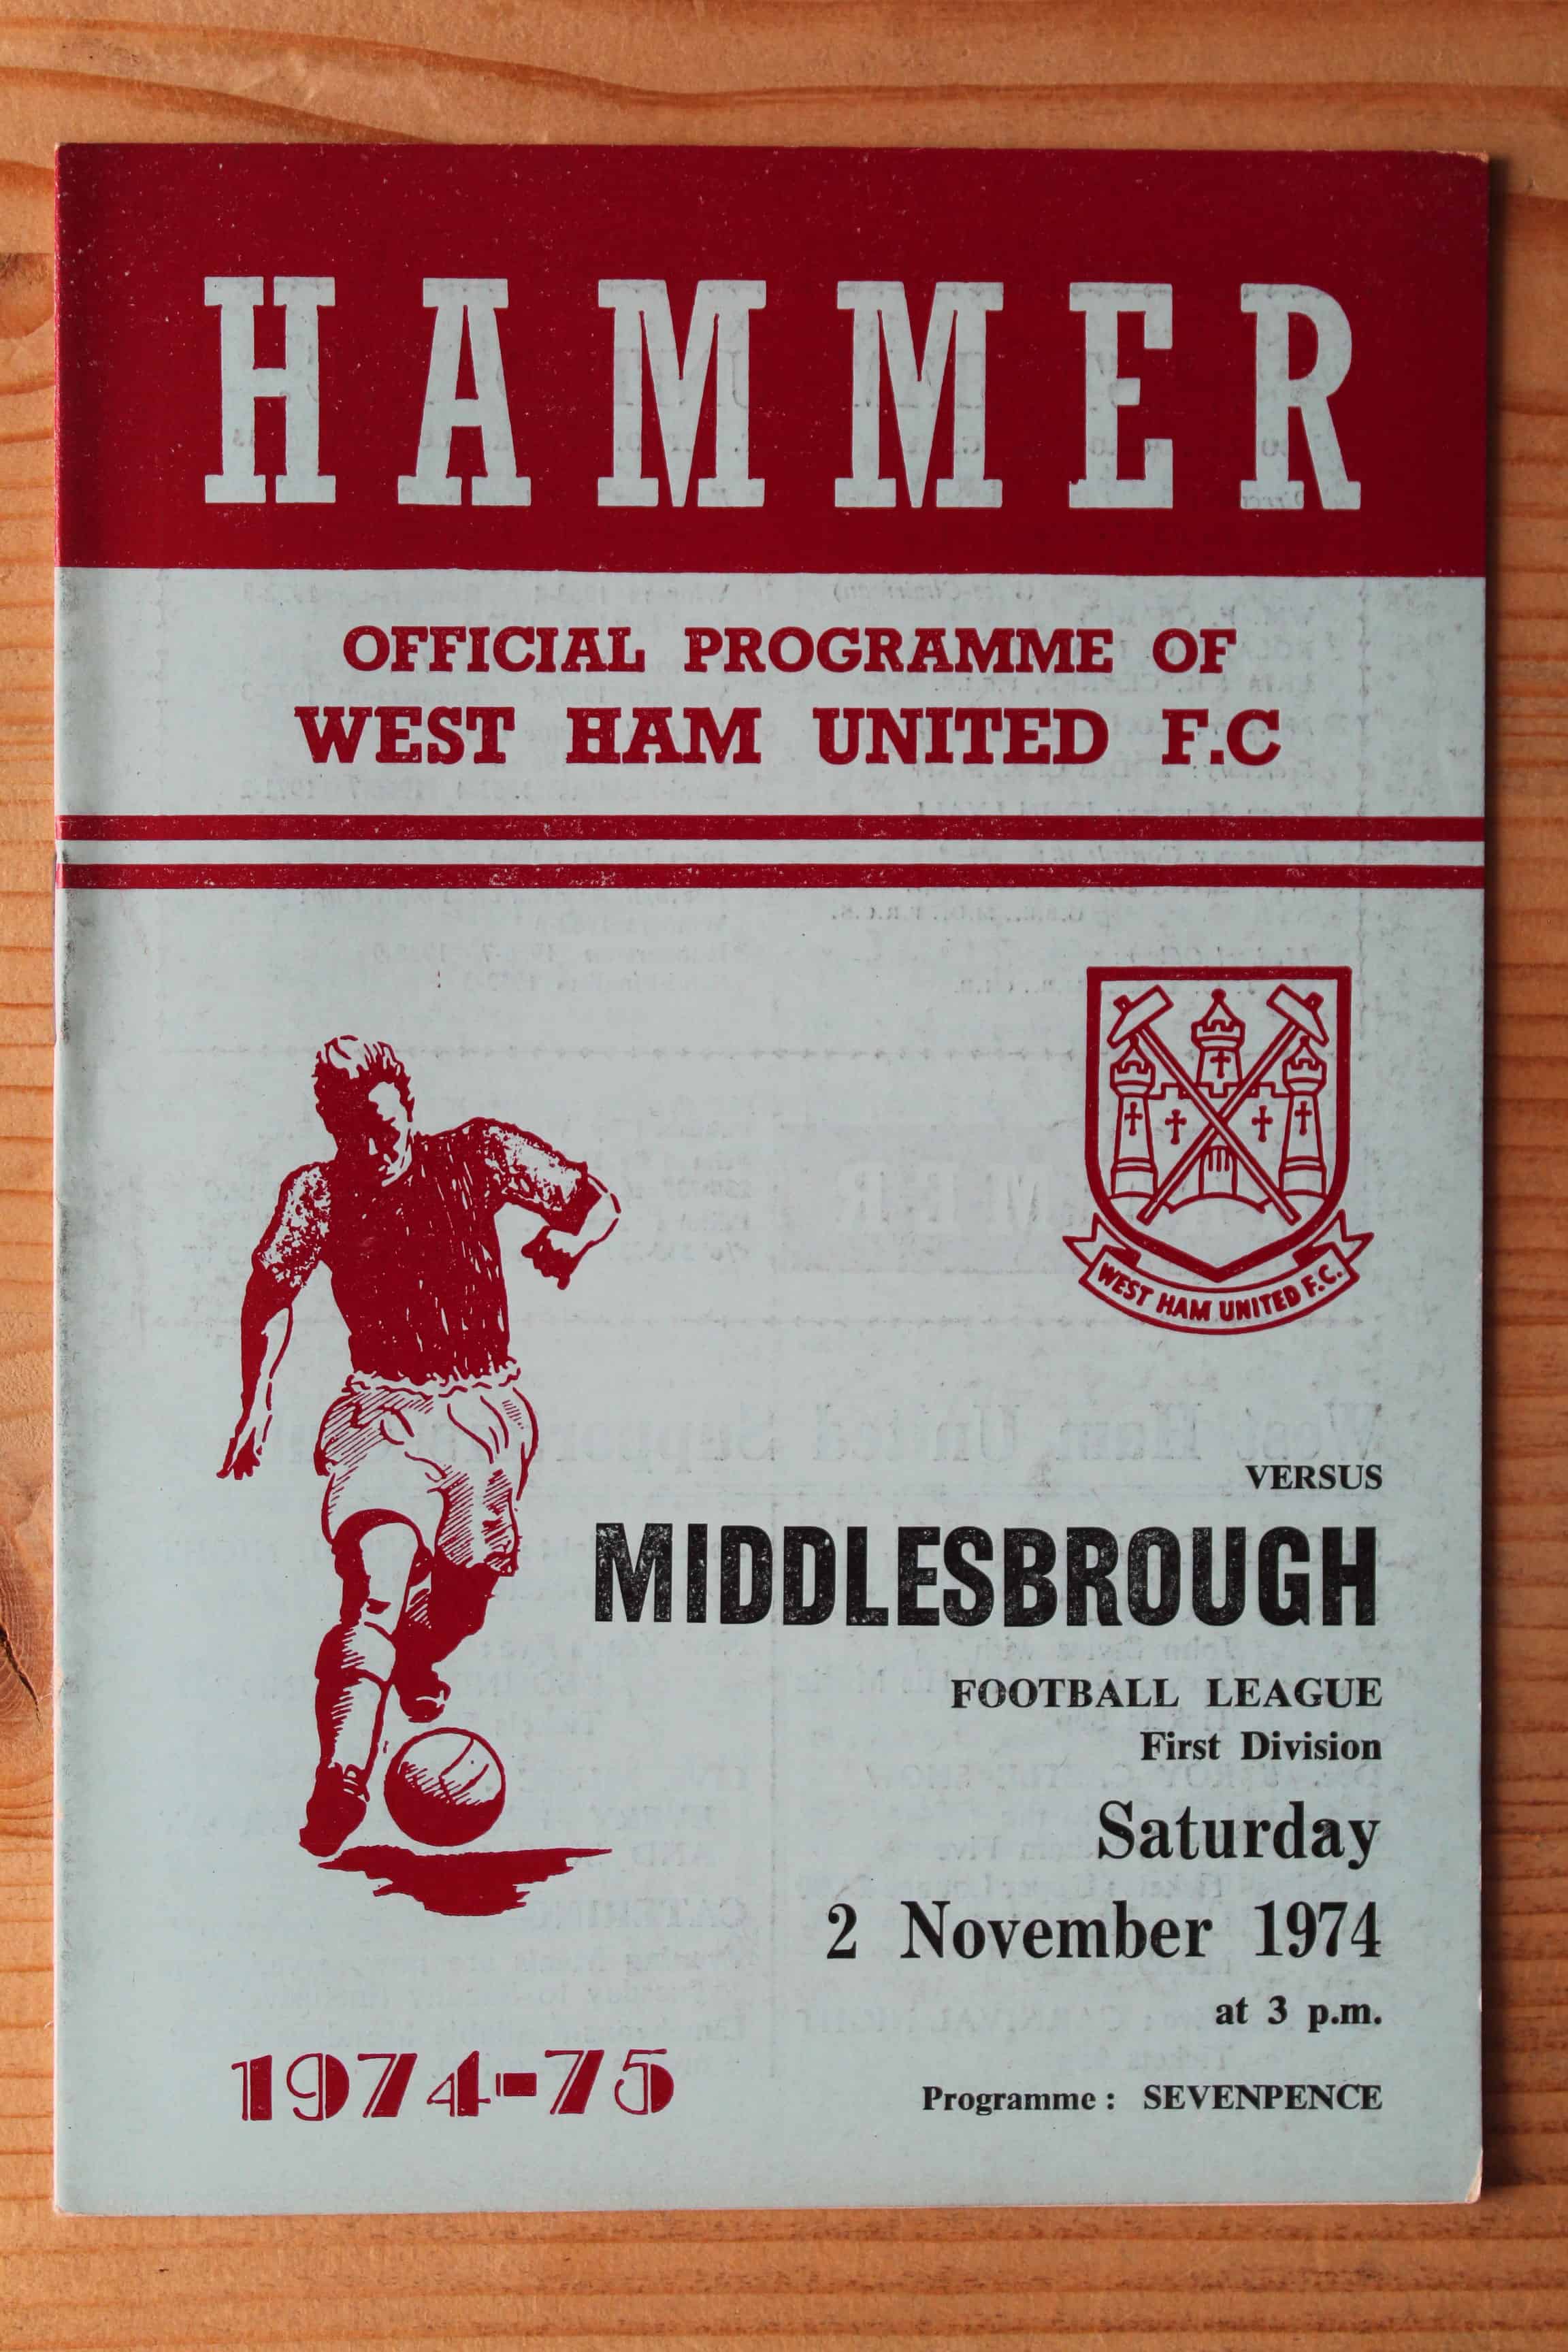 HAMMER
OFFICIAL PROGRAMME OF
WEST HAM UNITED F.C
WEST HAM UNITED F.C.
VERSUS
MIDDLESBROUGH
FOOTBALL LEAGUE
First Division
Saturday
2 November 1974
at 3 p.m.
1974-75
Programme : SEVENPENCE